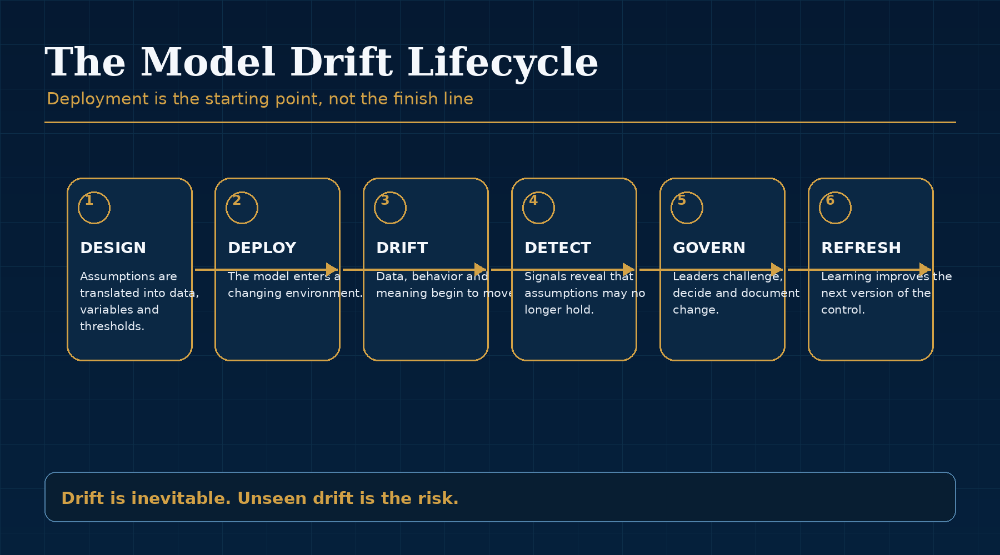 The Model Drift Lifecycle
Deployment is the starting point, not the finish line
1
DESIGN
Assumptions are
translated into data,
variables and
thresholds.
2
DEPLOY
The model enters a
changing environment.
3
DRIFT
Data, behavior and
meaning begin to move
4
DETECT
Signals reveal that
assumptions may no
longer hold.
5
GOVERN
Leaders challenge,
decide and document
change.
6
REFRESH
Learning improves the
next version of the
control.
Drift is inevitable. Unseen drift is the risk.